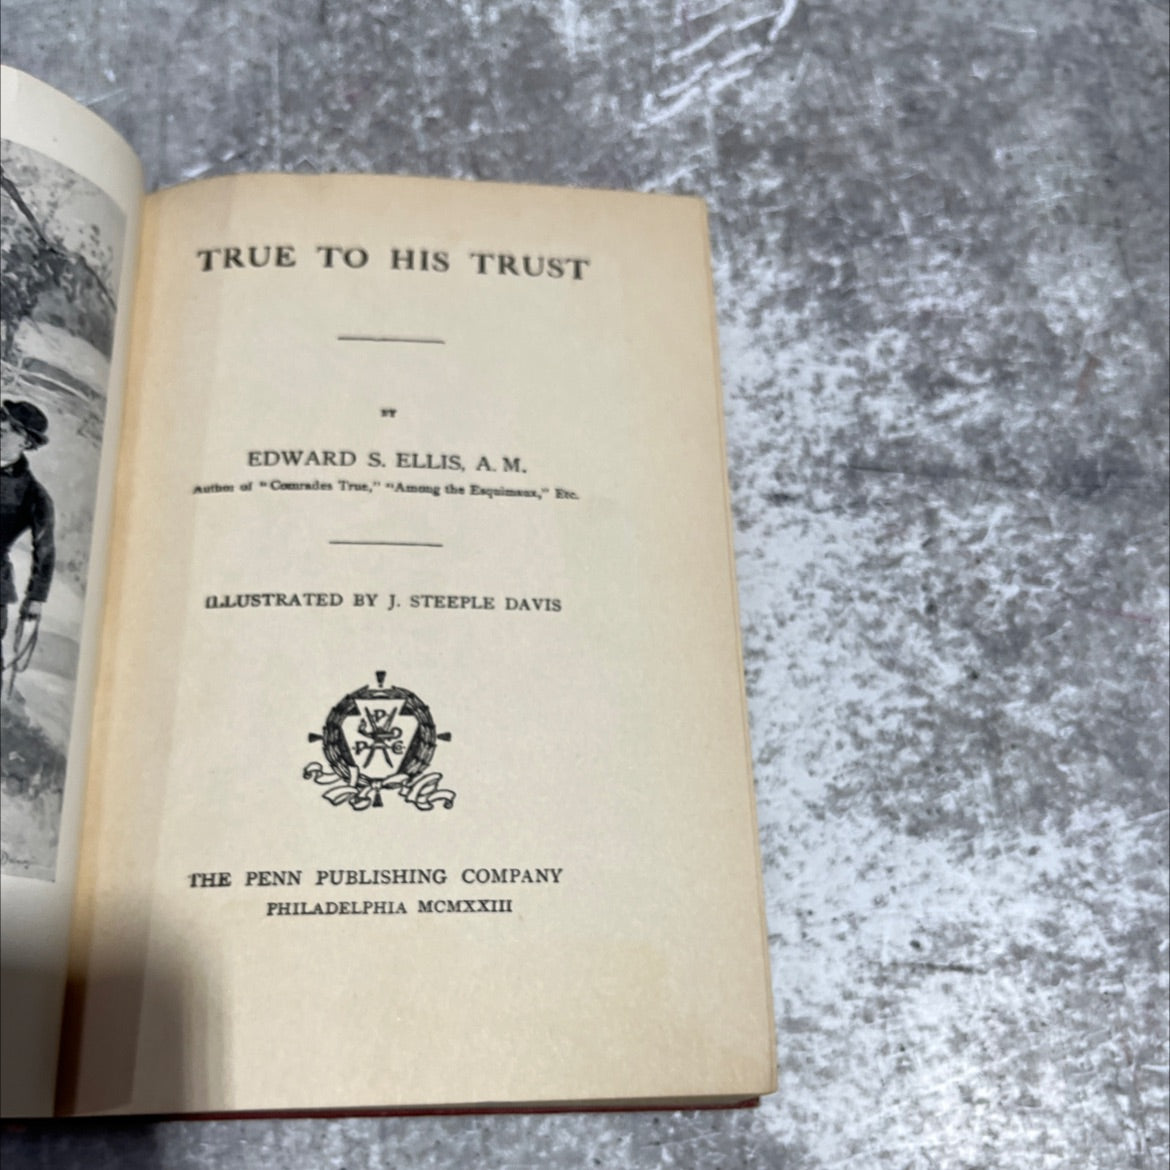 TRUE TO HIS TRUST
BY
EDWARD S. ELLIS, A. M.
Author of "Comrades True," "Among the Esquimaux," Etc.
ILLUSTRATED BY J. STEEPLE DAVIS
P
P C
THE PENN PUBLISHING COMPANY
PHILADELPHIA MCMXXIII